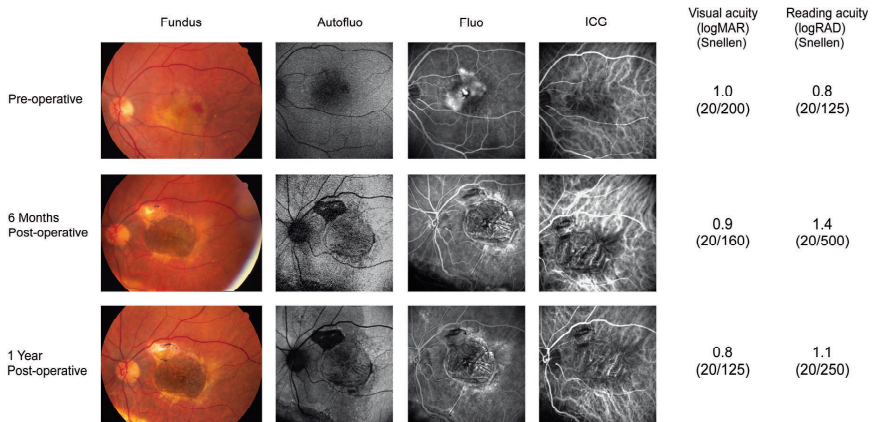 Fundus
Autofluo
Fluo
ICG
Visual acuity
(logMAR)
(Snellen)
Reading acuity
(logRAD)
(Snellen)
Pre-operative
1.0
(20/200)
0.8
(20/125)
6 Months
Post-operative
0.9
(20/160)
1.4
(20/500)
1 Year
Post-operative
0.8
(20/125)
1.1
(20/250)